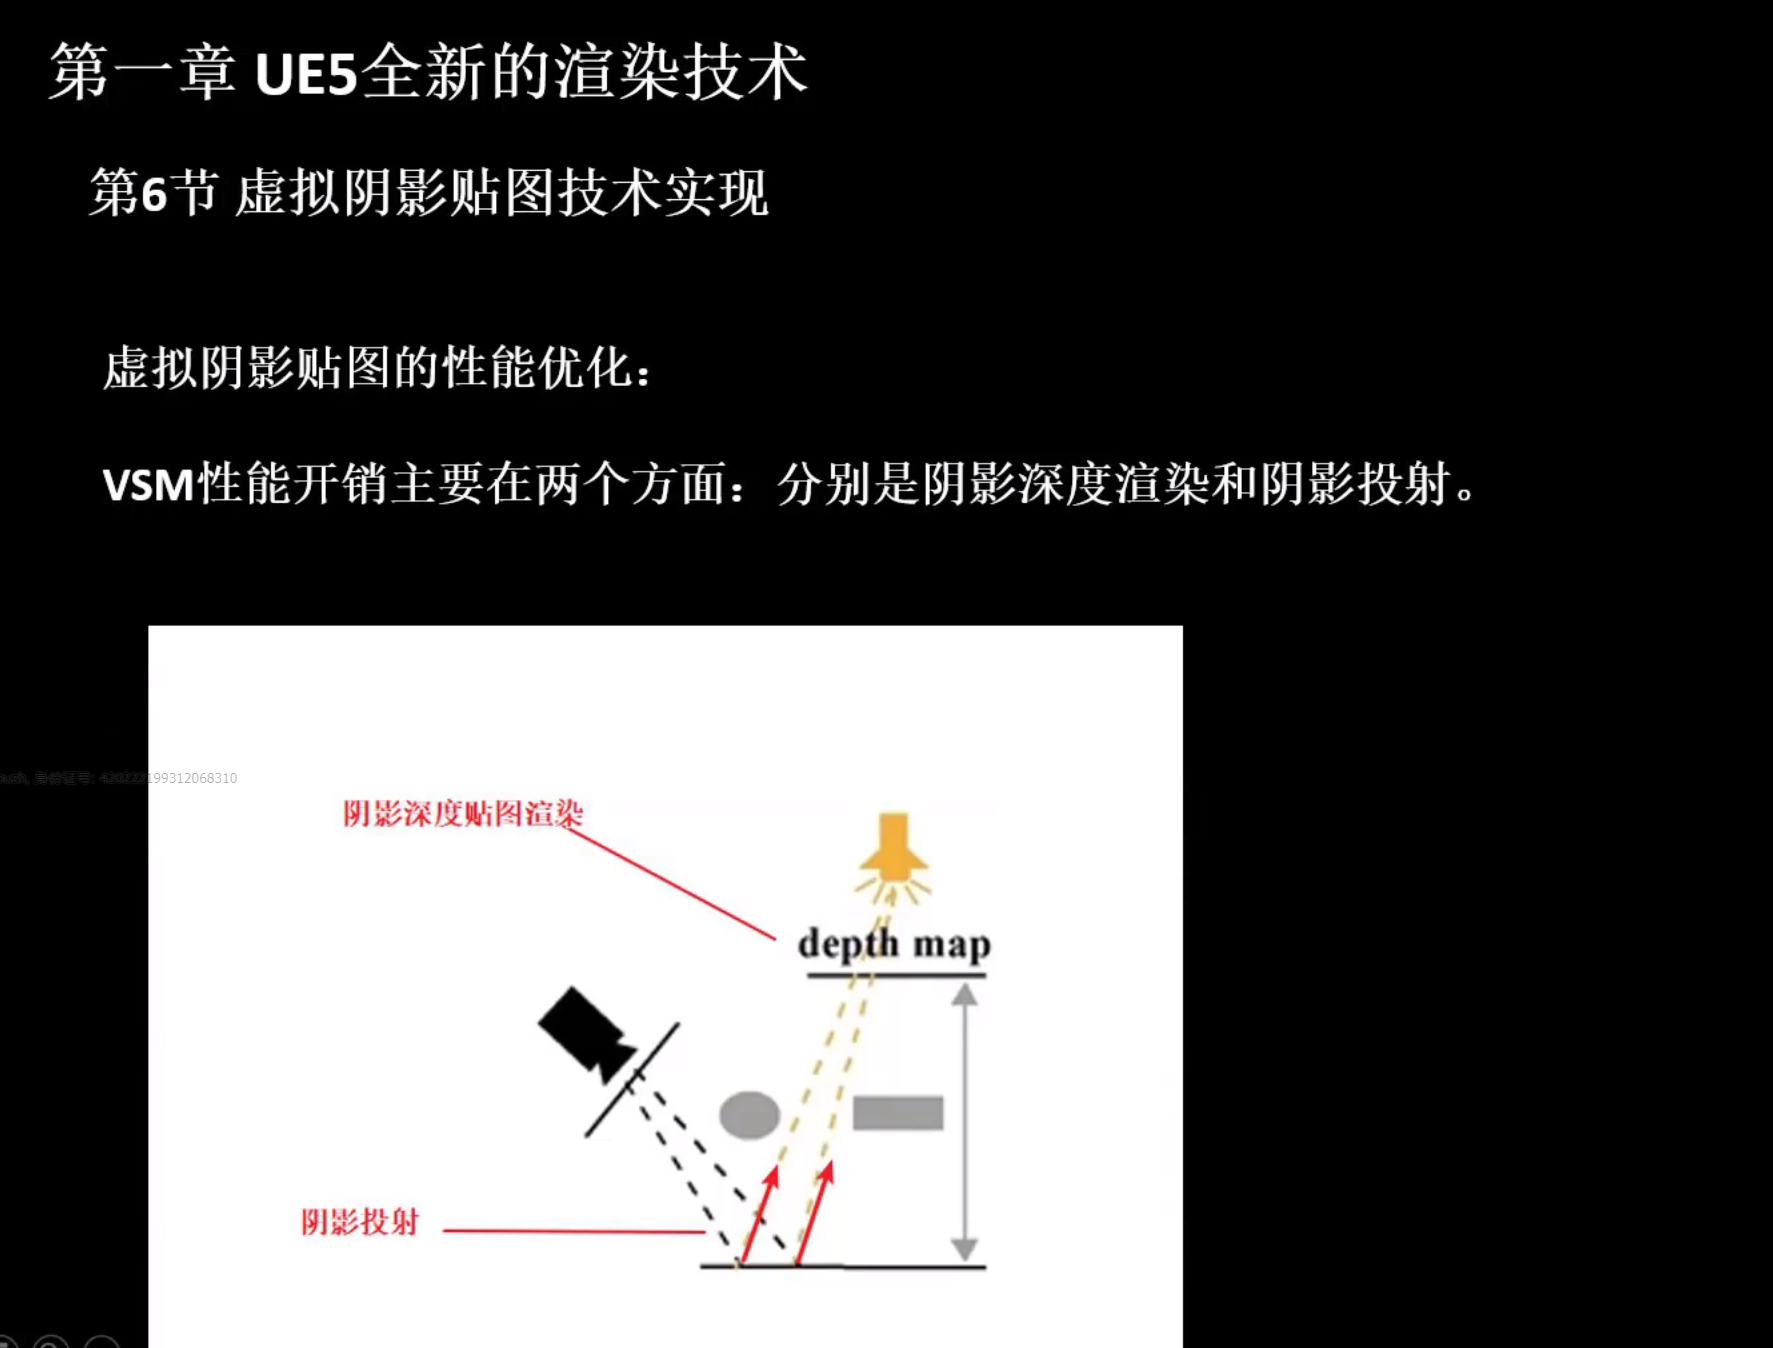 第一章 UE5全新的渲染技术
第6节 虚拟阴影贴图技术实现
虚拟阴影贴图的性能优化：
VSM性能开销主要在两个方面：分别是阴影深度渲染和阴影投射。
身份证号: 420222199312068310
阴影深度贴图渲染
depth map
阴影投射